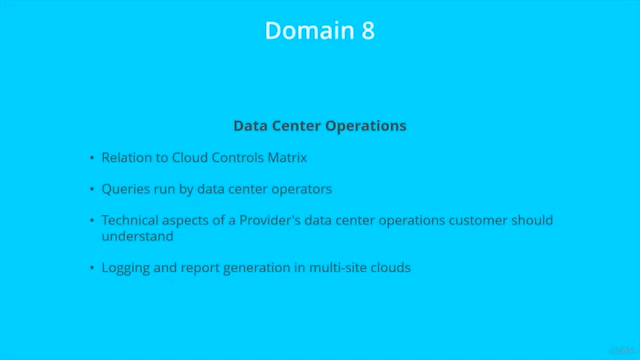 Domain 8
Data Center Operations
• Relation to Cloud Controls Matrix
• Queries run by data center operators
• Technical aspects of a Provider's data center operations customer should
understand
• Logging and report generation in multi-site clouds